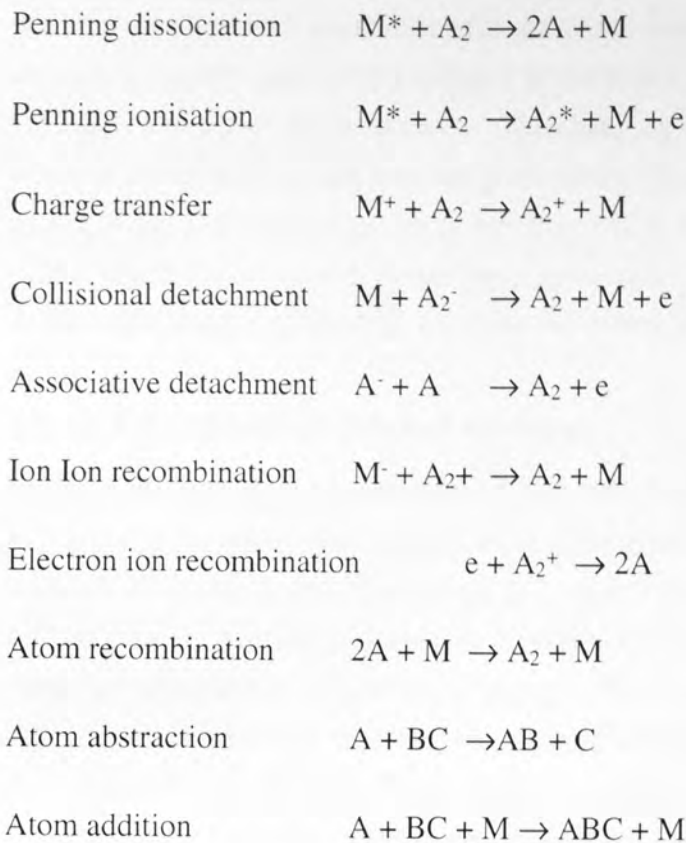 Penning dissociation M* + A₂ → 2A + M
Penning ionisation M* + A₂ → A₂* + M + e
Charge transfer M⁺ + A₂ → A₂⁺ + M
Collisional detachment M + A₂⁻ → A₂ + M + e
Associative detachment A⁻ + A → A₂ + e
Ion Ion recombination M⁻ + A₂+ → A₂ + M
Electron ion recombination e + A₂⁺ → 2A
Atom recombination 2A + M → A₂ + M
Atom abstraction A + BC →AB + C
Atom addition A + BC + M → ABC + M